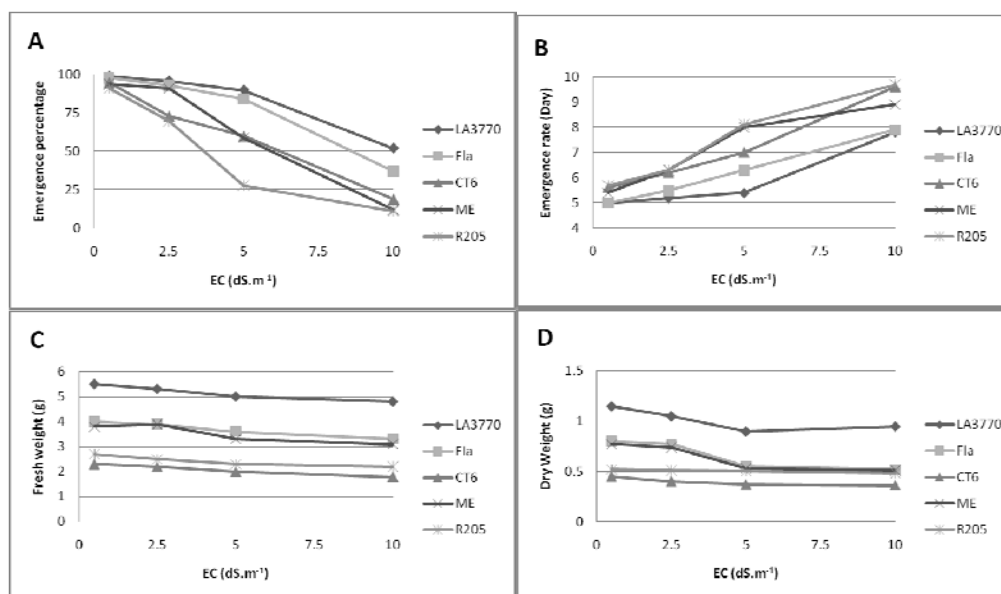 A
Emergence percentage
100
75
50
25
0
0
2.5
5
7.5
10
EC (dS.m⁻¹)
LA3770
Fla
CT6
ME
R205
B
Emergence rate (Day)
10
9
8
7
6
5
4
0
2.5
5
7.5
10
EC (dS.m⁻¹)
LA3770
Fla
CT6
ME
R205
C
Fresh weight (g)
6
5
4
3
2
1
0
0
2.5
5
7.5
10
EC (dS.m⁻¹)
LA3770
Fla
CT6
ME
R205
D
Dry Weight (g)
1.5
1
0.5
0
0
2.5
5
7.5
10
EC (dS.m⁻¹)
LA3770
Fla
CT6
ME
R205